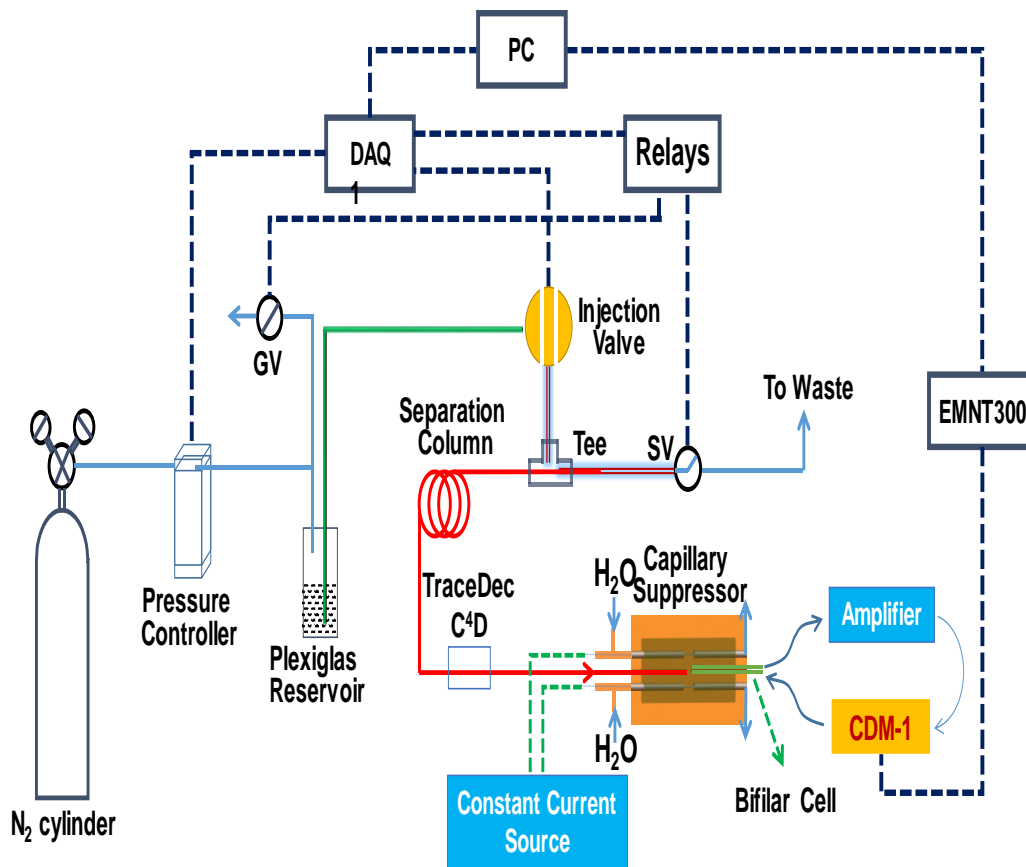 PC
DAQ
1
Relays
Injection
Valve
GV
To Waste
EMNT300
Separation
Column
Tee
SV
H₂O
Capillary
Suppressor
TraceDec
C⁴D
Amplifier
Pressure
Controller
Plexiglas
Reservoir
CDM-1
H₂O
Bifilar Cell
Constant Current
Source
N₂ cylinder